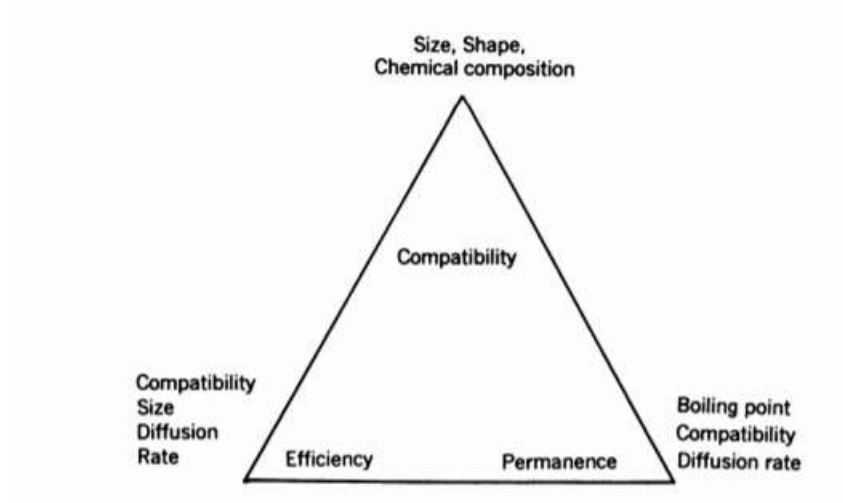 Size, Shape,
Chemical composition
Compatibility
Compatibility
Size
Diffusion
Rate
Efficiency
Permanence
Boiling point
Compatibility
Diffusion rate